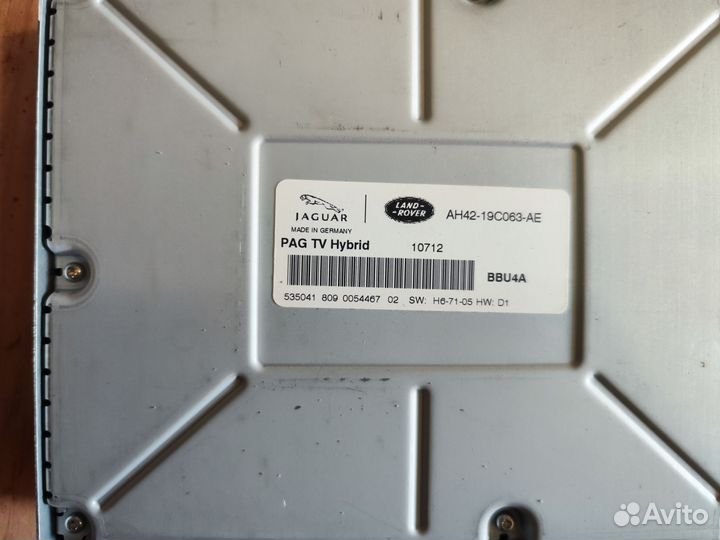 JAGUAR
LAND-
-ROVER
AH42-19C063-AE
MADE IN GERMANY
PAG TV Hybrid 10712
BBU4A
535041 809 0054467 02 SW: H6-71-05 HW: D1
Avito